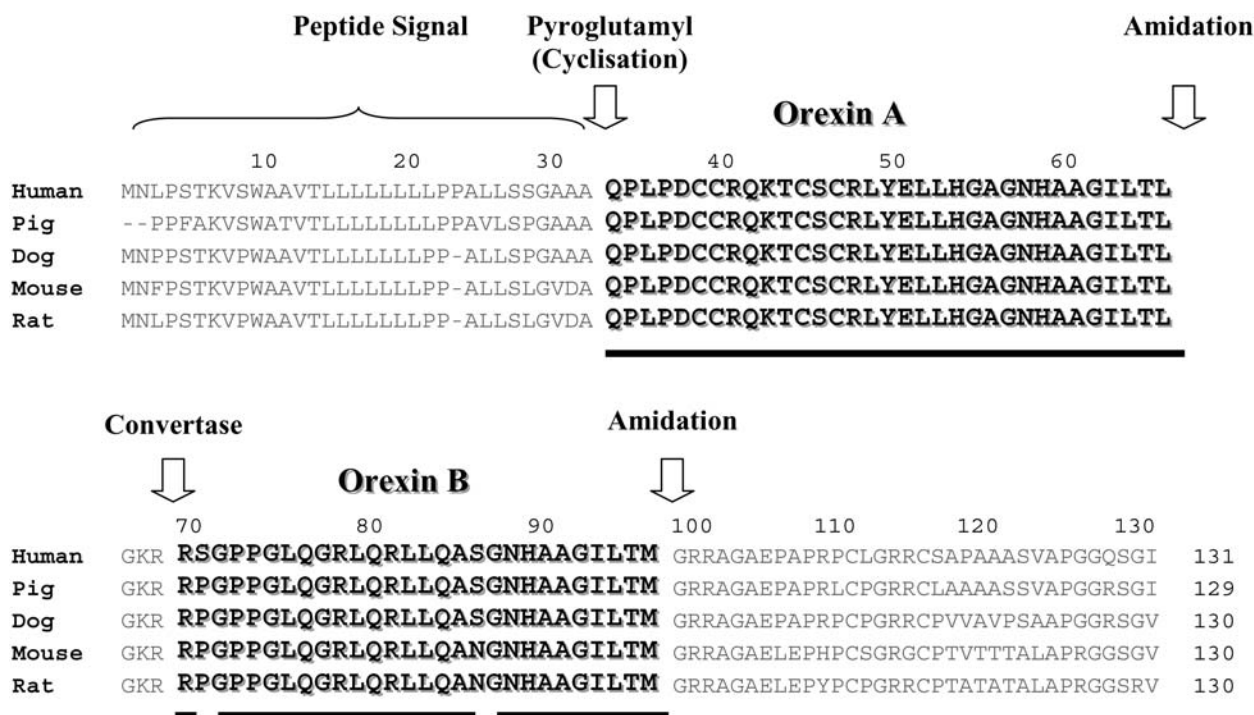 Peptide Signal Pyroglutamyl (Cyclisation) Amidation
Orexin A
10 20 30 40 50 60
Human MNLPSTKVSWAAVTLLLLLLLLPPALLSSGAAA QPLPDCCRQKTCSCRLYELLHGAGNHAAGILTL
Pig --PPFAKVSWATVTLLLLLLLLPPAVLSPGAAA QPLPDCCRQKTCSCRLYELLHGAGNHAAGILTL
Dog MNPPSTKVPWAAVTLLLLLLLPP-ALLSPGAAA QPLPDCCRQKTCSCRLYELLHGAGNHAAGILTL
Mouse MNFPSTKVPWAAVTLLLLLLLPP-ALLSLGVDA QPLPDCCRQKTCSCRLYELLHGAGNHAAGILTL
Rat MNLPSTKVPWAAVTLLLLLLLPP-ALLSLGVDA QPLPDCCRQKTCSCRLYELLHGAGNHAAGILTL
Convertase Amidation
Orexin B
70 80 90 100 110 120 130
Human GKR RSGPPGLQGRLQRLLQASGNHAAGILTM GRRAGAEPAPRPCLGRRCSAPAAASVAPGGQSGI 131
Pig GKR RPGPPGLQGRLQRLLQASGNHAAGILTM GRRAGAEPAPRLCPGRRCLAAAASSVAPGGRSGI 129
Dog GKR RPGPPGLQGRLQRLLQASGNHAAGILTM GRRAGAEPAPRPCPGRRCPVVAVPSAAPGGRSGV 130
Mouse GKR RPGPPGLQGRLQRLLQANGNHAAGILTM GRRAGAELEPHPCSGRGCPTVTTTALAPRGGSGV 130
Rat GKR RPGPPGLQGRLQRLLQANGNHAAGILTM GRRAGAELEPYPCPGRRCPTATATALAPRGGSRV 130